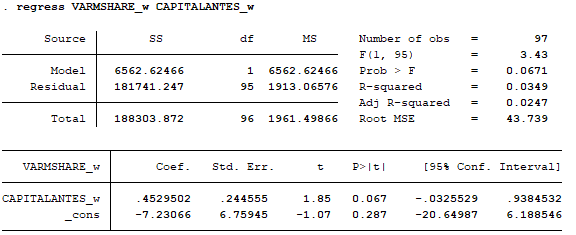 . regress VARMSHARE_w CAPITALANTES_w
Source SS df MS Number of obs = 97
F(1, 95) = 3.43
Model 6562.62466 1 6562.62466 Prob > F = 0.0671
Residual 181741.247 95 1913.06576 R-squared = 0.0349
Adj R-squared = 0.0247
Total 188303.872 96 1961.49866 Root MSE = 43.739
VARMSHARE_w Coef. Std. Err. t P>|t| [95% Conf. Interval]
CAPITALANTES_w .4529502 .244555 1.85 0.067 -.0325529 .9384532
_cons -7.23066 6.75945 -1.07 0.287 -20.64987 6.188546